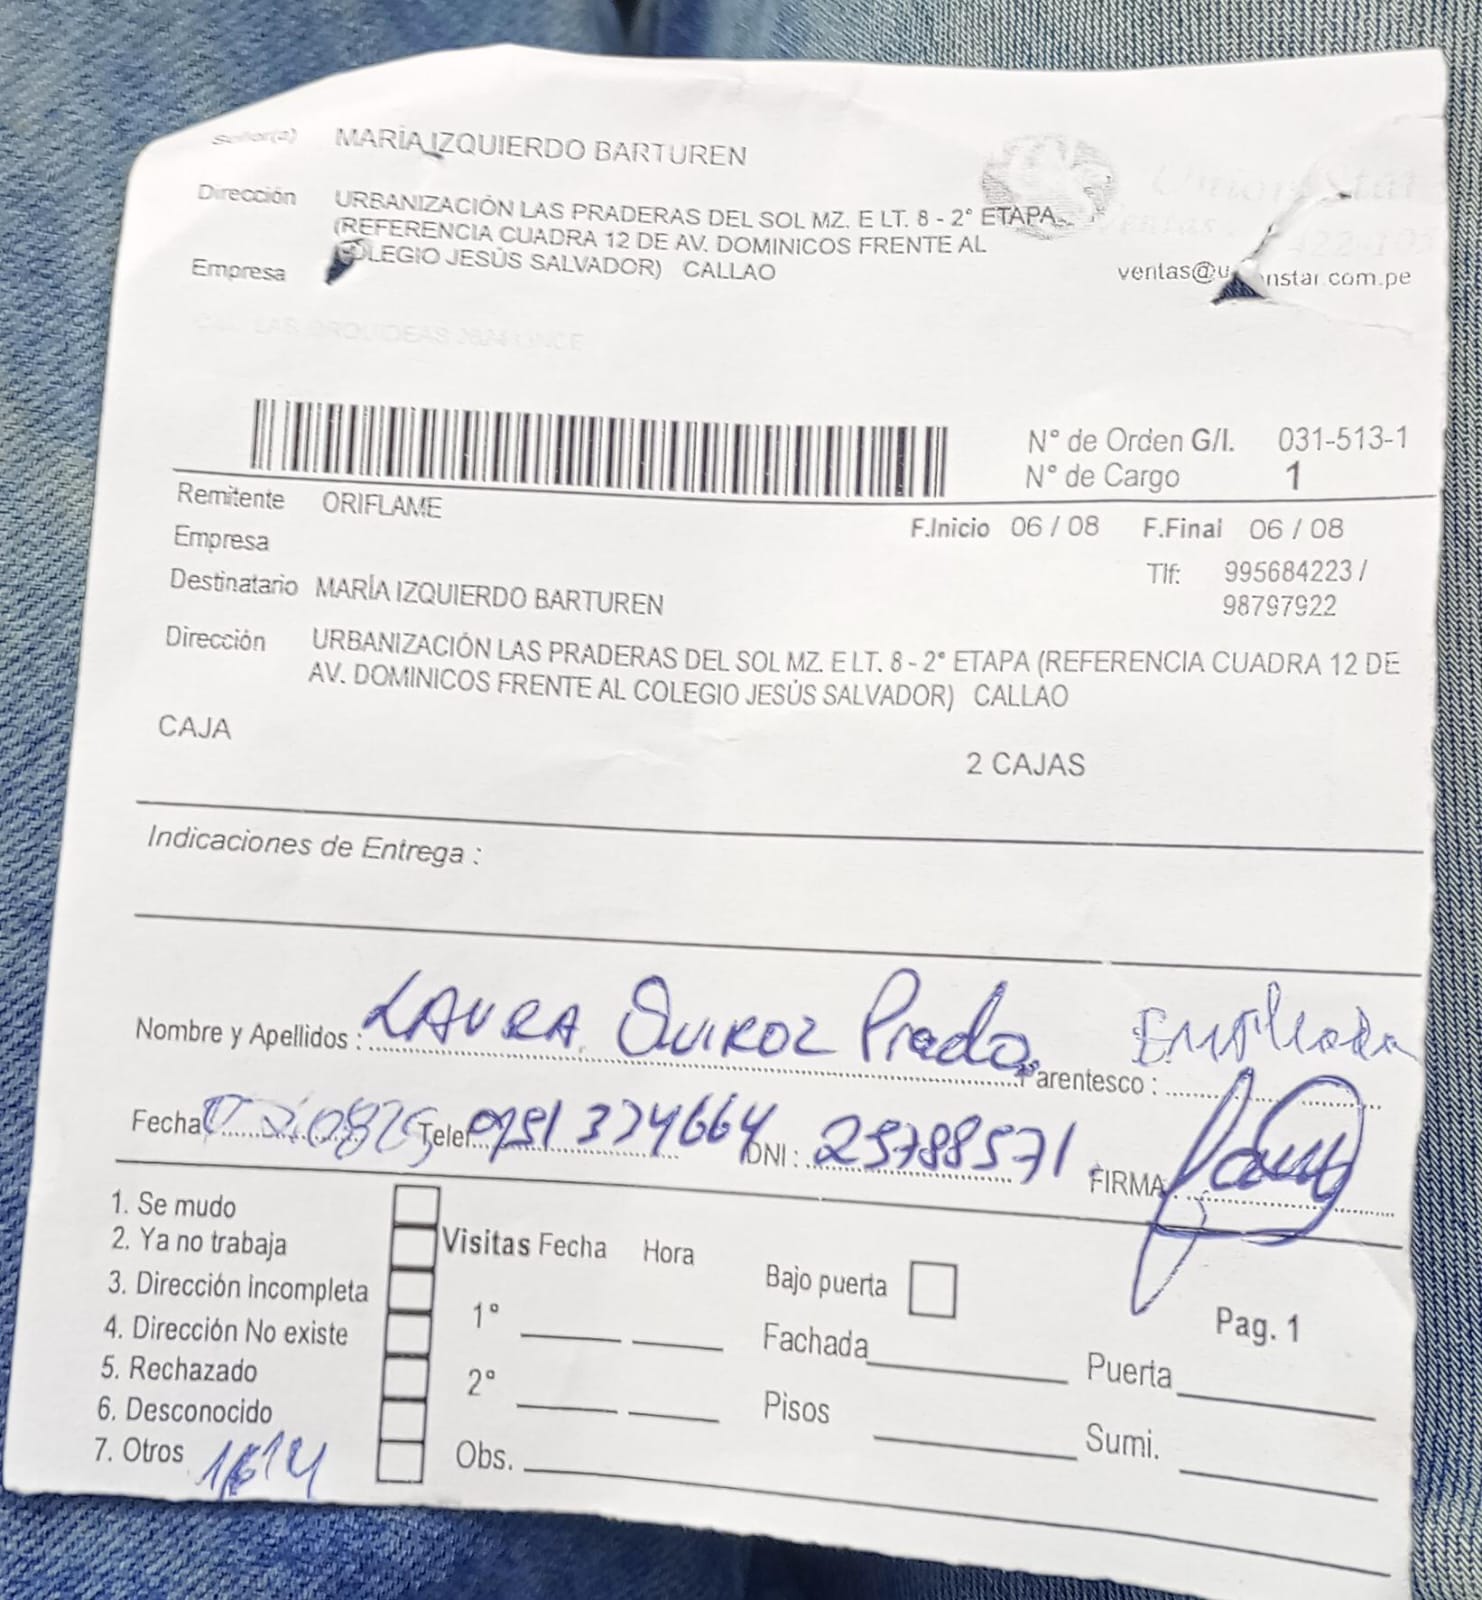 Señor(a) MARÍA IZQUIERDO BARTUREN
Dirección URBANIZACIÓN LAS PRADERAS DEL SOL MZ. E LT. 8 - 2° ETAPA
(REFERENCIA CUADRA 12 DE AV. DOMINICOS FRENTE AL
COLEGIO JESÚS SALVADOR) CALLAO
Empresa
ventas@unionstar.com.pe
N° de Orden G/I. 031-513-1
N° de Cargo 1
Remitente ORIFLAME
F.Inicio 06 / 08 F.Final 06 / 08
Empresa
Tlf: 995684223 /
98797922
Destinatario MARÍA IZQUIERDO BARTUREN
Dirección URBANIZACIÓN LAS PRADERAS DEL SOL MZ. E LT. 8 - 2° ETAPA (REFERENCIA CUADRA 12 DE
AV. DOMINICOS FRENTE AL COLEGIO JESÚS SALVADOR) CALLAO
CAJA
2 CAJAS
Indicaciones de Entrega :
Nombre y Apellidos : LAURA QUIROZ Prado Parentesco : Empleada
Fecha Telef. 951 324664 DNI : 25788571 FIRMA
1. Se mudo
2. Ya no trabaja
3. Dirección incompleta
4. Dirección No existe
5. Rechazado
6. Desconocido
7. Otros
Visitas Fecha Hora
1°
2°
Obs.
Bajo puerta
Fachada
Pisos
Pag. 1
Puerta
Sumi.